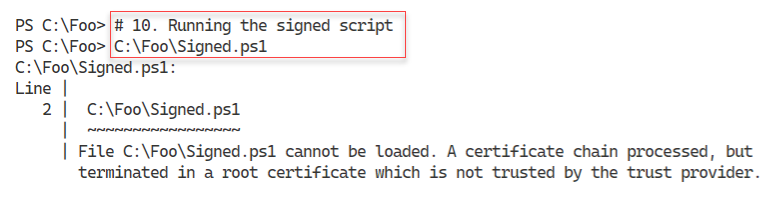 PS C:\Foo> # 10. Running the signed script
PS C:\Foo> C:\Foo\Signed.ps1
C:\Foo\Signed.ps1:
Line |
   2 |  C:\Foo\Signed.ps1
     |  ~~~~~~~~~~~~~~~~~
     | File C:\Foo\Signed.ps1 cannot be loaded. A certificate chain processed, but
       terminated in a root certificate which is not trusted by the trust provider.